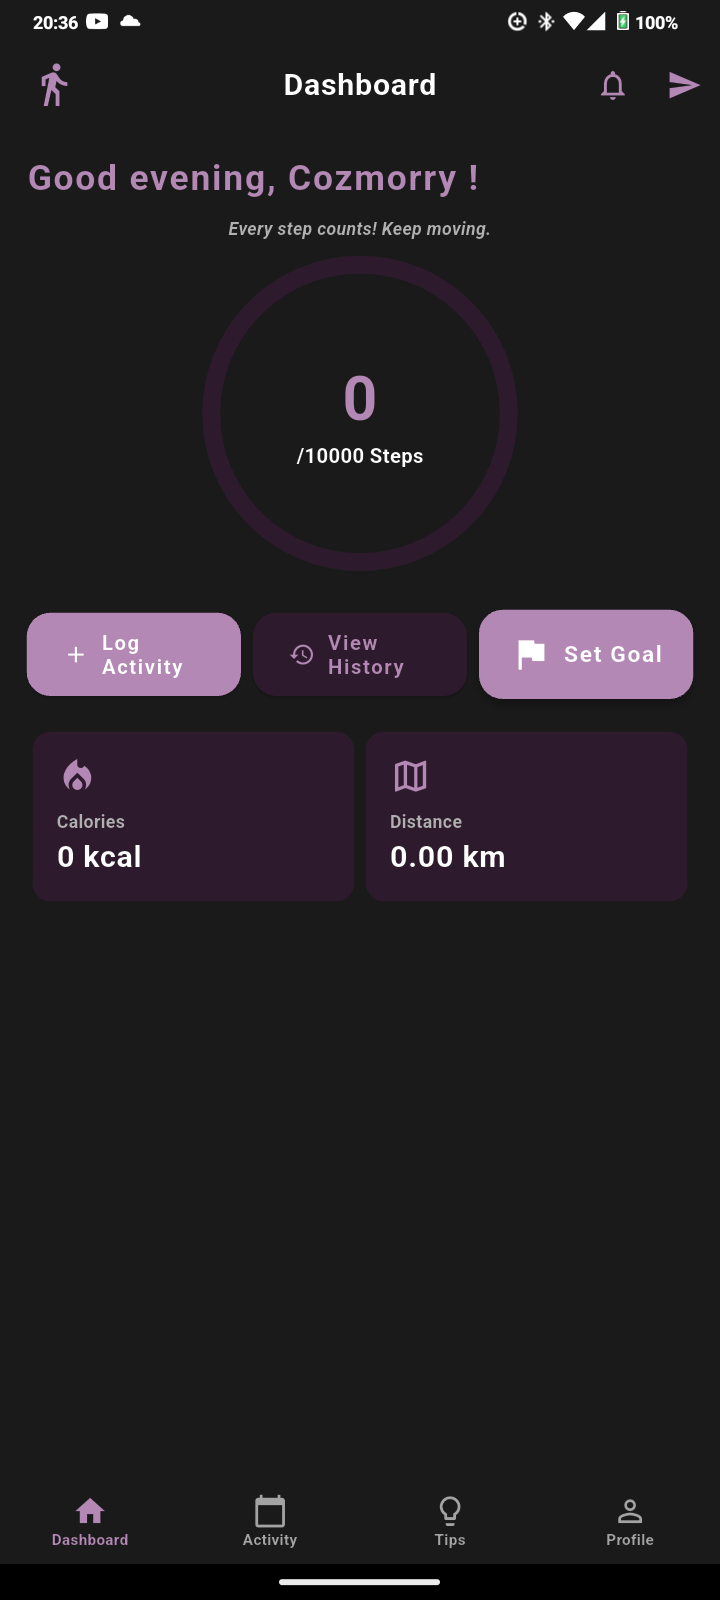 20:36
100%
Dashboard
Good evening, Cozmorry !
Every step counts! Keep moving.
0
/10000 Steps
Log
Activity
View
History
Set Goal
Calories
0 kcal
Distance
0.00 km
Dashboard
Activity
Tips
Profile